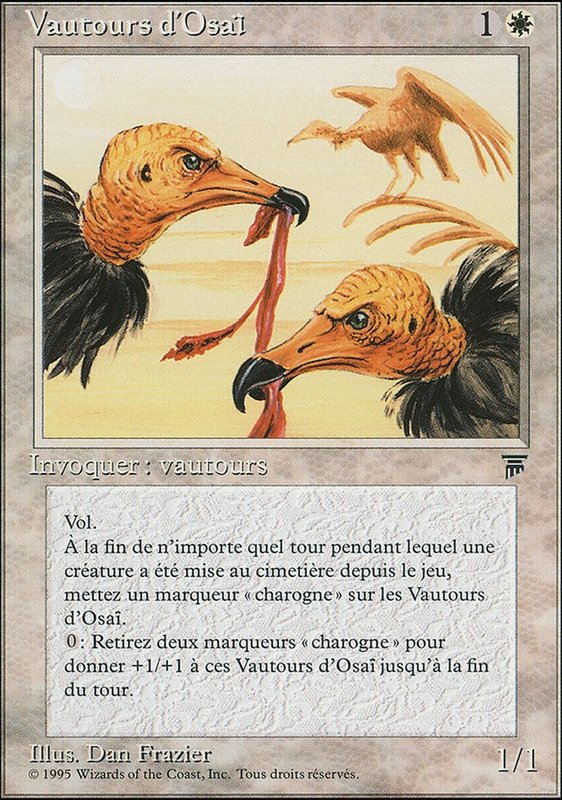 Vautours d'Osaî
1
Invoquer : vautours
Vol.
À la fin de n'importe quel tour pendant lequel une
créature a été mise au cimetière depuis le jeu,
mettez un marqueur «charogne» sur les Vautours
d'Osaî.
0 : Retirez deux marqueurs «charogne» pour
donner +1/+1 à ces Vautours d'Osaî jusqu'à la fin
du tour.
Illus. Dan Frazier
1/1
© 1995 Wizards of the Coast, Inc. Tous droits réservés.